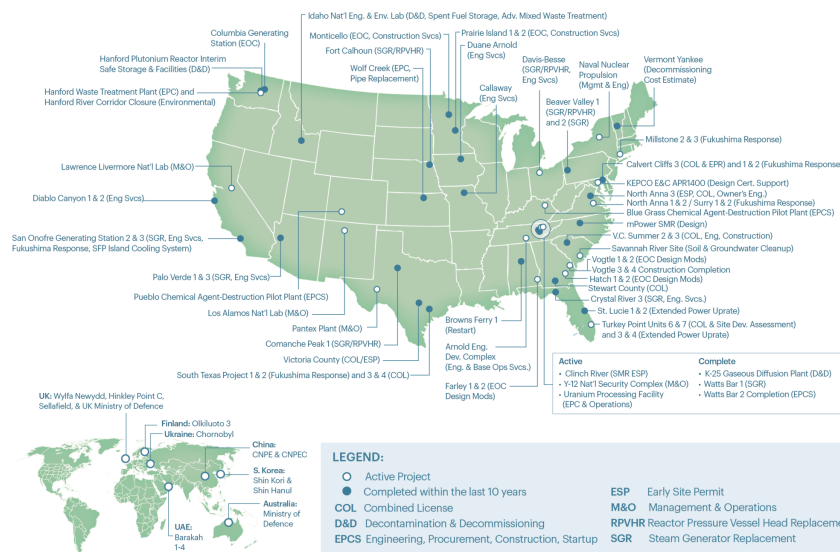 Idaho Nat'l Eng. & Env. Lab (D&D, Spent Fuel Storage, Adv. Mixed Waste Treatment)
Columbia Generating
Station (EOC)
Monticello (EOC, Construction Svcs)
Prairie Island 1 & 2 (EOC, Construction Svcs)
Fort Calhoun (SGR/RPVHR)
Duane Arnold
(Eng Svcs)
Hanford Plutonium Reactor Interim
Safe Storage & Facilities (D&D)
Wolf Creek (EPC,
Pipe Replacement)
Callaway
(Eng Svcs)
Davis-Besse
(SGR/RPVHR,
Eng Svcs)
Naval Nuclear
Propulsion
(Mgmt & Eng)
Vermont Yankee
(Decommissioning
Cost Estimate)
Hanford Waste Treatment Plant (EPC) and
Hanford River Corridor Closure (Environmental)
Beaver Valley 1
(SGR/RPVHR)
and 2 (SGR)
Millstone 2 & 3 (Fukushima Response)
Lawrence Livermore Nat'l Lab (M&O)
Calvert Cliffs 3 (COL & EPR) and 1 & 2 (Fukushima Response
KEPCO E&C APR1400 (Design Cert. Support)
Diablo Canyon 1 & 2 (Eng Svcs)
North Anna 3 (ESP, COL, Owner's Eng.)
North Anna 1 & 2 / Surry 1 & 2 (Fukushima Response)
Blue Grass Chemical Agent-Destruction Pilot Plant (EPCS)
mPower SMR (Design)
San Onofre Generating Station 2 & 3 (SGR, Eng Svcs,
Fukushima Response, SFP Island Cooling System)
V.C. Summer 2 & 3 (COL, Eng, Construction)
Savannah River Site (Soil & Groundwater Cleanup)
Vogtle 1 & 2 (EOC Design Mods)
Vogtle 3 & 4 Construction Completion
Palo Verde 1 & 3 (SGR, Eng Svcs)
Hatch 1 & 2 (EOC Design Mods)
Stewart County (COL)
Pueblo Chemical Agent-Destruction Pilot Plant (EPCS)
Crystal River 3 (SGR, Eng. Svcs.)
Los Alamos Nat'l Lab (M&O)
St. Lucie 1 & 2 (Extended Power Uprate)
Pantex Plant (M&O)
Browns Ferry 1
(Restart)
Turkey Point Units 6 & 7 (COL & Site Dev. Assessment)
and 3 & 4 (Extended Power Uprate)
Comanche Peak 1 (SGR/RPVHR)
Arnold Eng.
Dev. Complex
(Eng. & Base Ops Svcs.)
Victoria County (COL/ESP)
South Texas Project 1 & 2 (Fukushima Response) and 3 & 4 (COL)
Farley 1 & 2 (EOC
Design Mods)
Active
• Clinch River (SMR ESP)
• Y-12 Nat'l Security Complex (M&O)
• Uranium Processing Facility
(EPC & Operations)
Complete
• K-25 Gaseous Diffusion Plant (D&D)
• Watts Bar 1 (SGR)
• Watts Bar 2 Completion (EPCS)
UK: Wylfa Newydd, Hinkley Point C,
Sellafield, & UK Ministry of Defence
Finland: Olkiluoto 3
Ukraine: Chornobyl
China:
CNPE & CNPEC
S. Korea:
Shin Kori &
Shin Hanul
Australia:
Ministry of
Defence
UAE:
Barakah
1-4
LEGEND:
Active Project
Completed within the last 10 years
COL Combined License
D&D Decontamination & Decommissioning
EPCS Engineering, Procurement, Construction, Startup
ESP Early Site Permit
M&O Management & Operations
RPVHR Reactor Pressure Vessel Head Replaceme
SGR Steam Generator Replacement